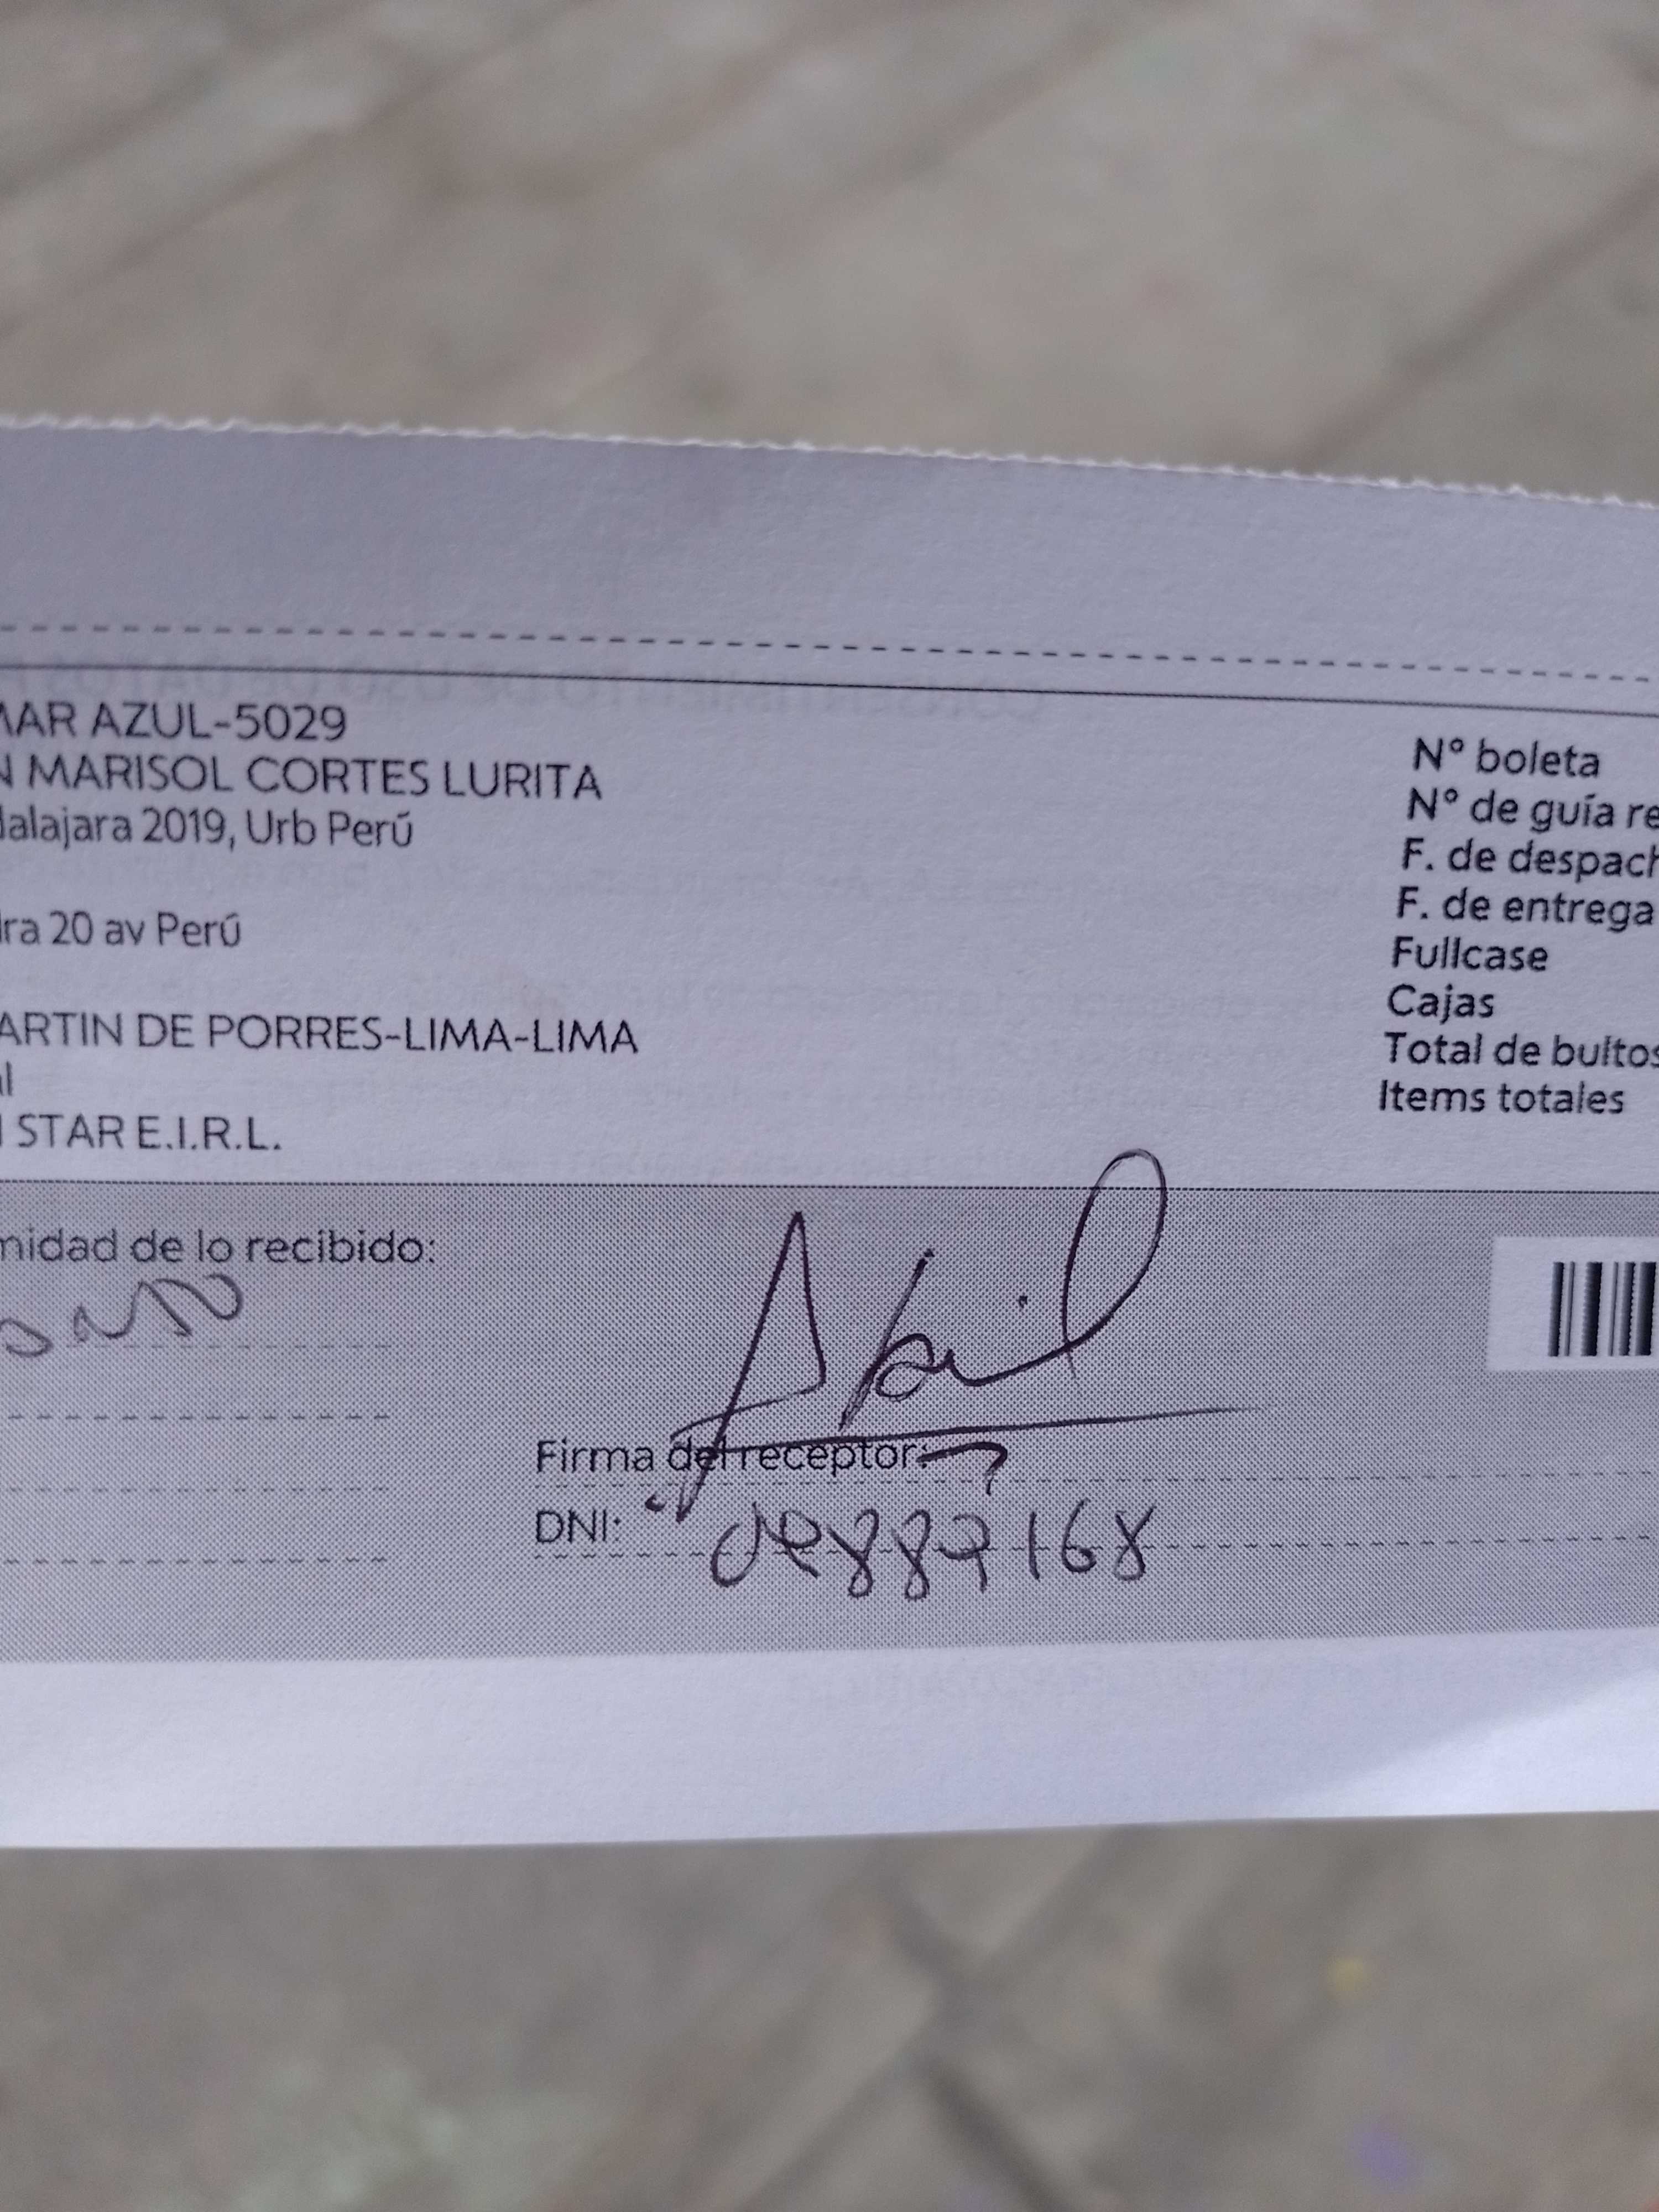 MAR AZUL-5029
N MARISOL CORTES LURITA
dalajara 2019, Urb Perú
dra 20 av Perú
ARTIN DE PORRES-LIMA-LIMA
al
STAR E.I.R.L.
N° boleta
N° de guía re
F. de despach
F. de entrega
Fullcase
Cajas
Total de bultos
Items totales
midad de lo recibido:
Firma del receptor:
DNI: